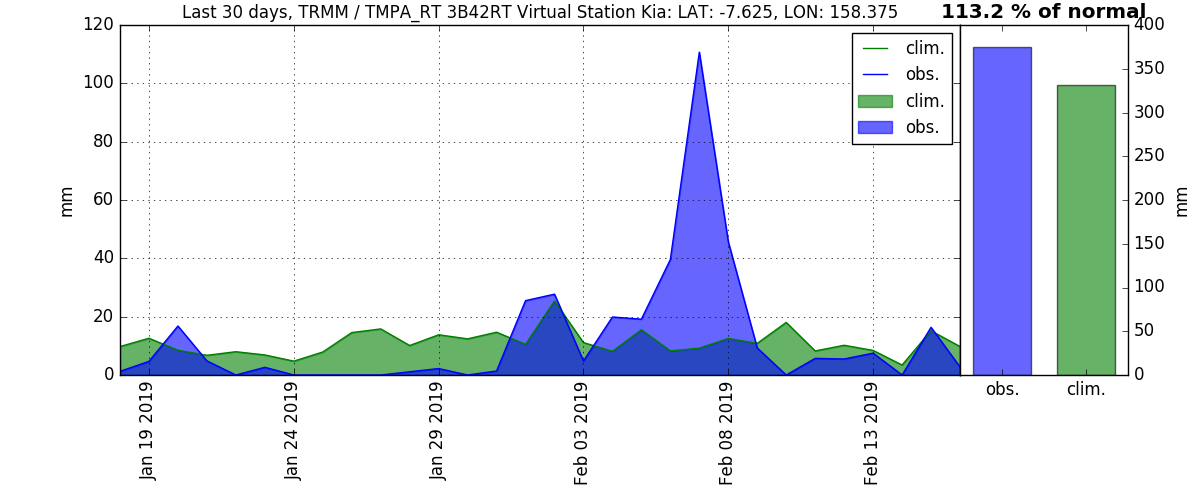 Last 30 days, TRMM / TMPA_RT 3B42RT Virtual Station Kia: LAT: -7.625, LON: 158.375
113.2 % of normal
120
100
80
60
40
20
0
mm
clim.
obs.
clim.
obs.
Jan 19 2019
Jan 24 2019
Jan 29 2019
Feb 03 2019
Feb 08 2019
Feb 13 2019
400
350
300
250
200
150
100
50
0
mm
obs.
clim.